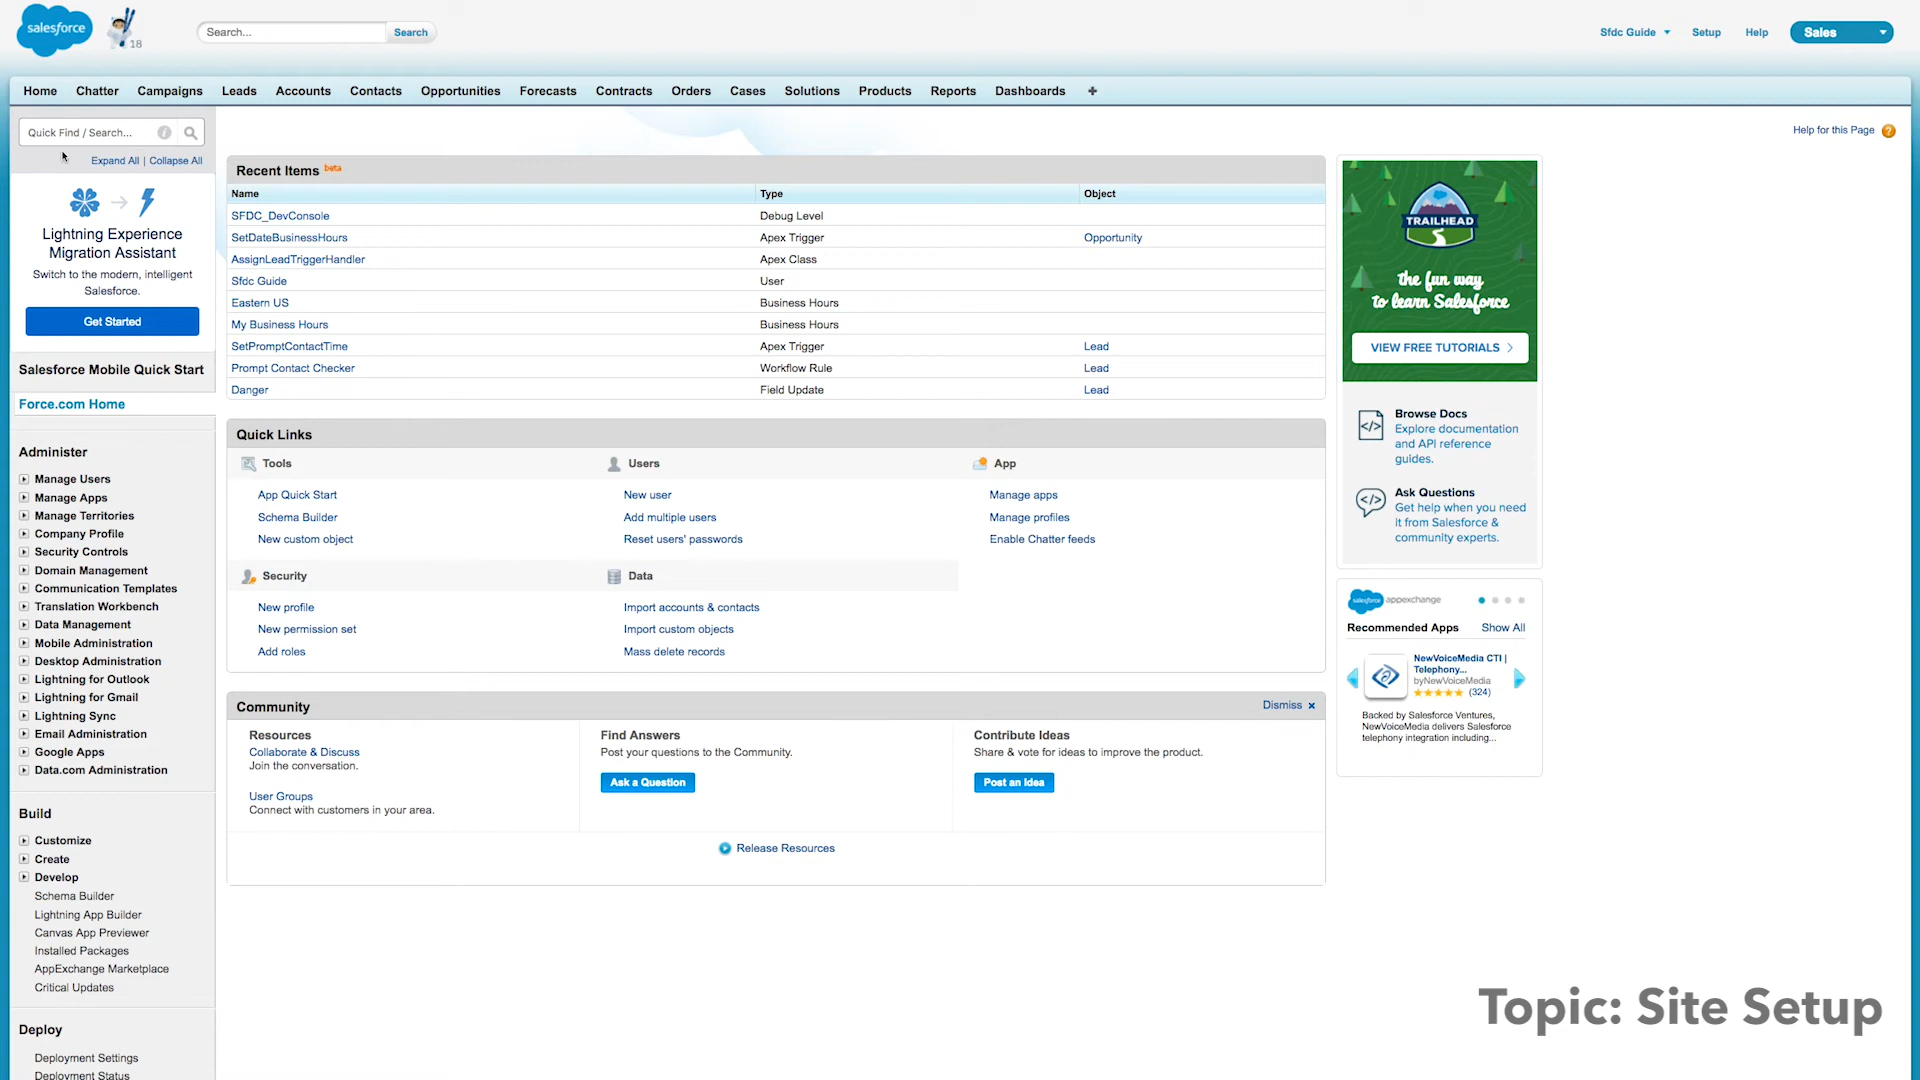 salesforce
18
Search...
Search
Sfdc Guide
Setup
Help
Sales
Home
Chatter
Campaigns
Leads
Accounts
Contacts
Opportunities
Forecasts
Contracts
Orders
Cases
Solutions
Products
Reports
Dashboards
+
Quick Find / Search...
Expand All | Collapse All
Lightning Experience
Migration Assistant
Switch to the modern, intelligent
Salesforce.
Get Started
Salesforce Mobile Quick Start
Force.com Home
Administer
Manage Users
Manage Apps
Manage Territories
Company Profile
Security Controls
Domain Management
Communication Templates
Translation Workbench
Data Management
Mobile Administration
Desktop Administration
Lightning for Outlook
Lightning for Gmail
Lightning Sync
Email Administration
Google Apps
Data.com Administration
Build
Customize
Create
Develop
Schema Builder
Lightning App Builder
Canvas App Previewer
Installed Packages
AppExchange Marketplace
Critical Updates
Deploy
Deployment Settings
Deployment Status
Help for this Page ?
Recent Items beta
Name Type Object
SFDC_DevConsole Debug Level
SetDateBusinessHours Apex Trigger Opportunity
AssignLeadTriggerHandler Apex Class
Sfdc Guide User
Eastern US Business Hours
My Business Hours Business Hours
SetPromptContactTime Apex Trigger Lead
Prompt Contact Checker Workflow Rule Lead
Danger Field Update Lead
Quick Links
Tools
App Quick Start
Schema Builder
New custom object
Users
New user
Add multiple users
Reset users' passwords
App
Manage apps
Manage profiles
Enable Chatter feeds
Security
New profile
New permission set
Add roles
Data
Import accounts & contacts
Import custom objects
Mass delete records
Community
Dismiss x
Resources
Collaborate & Discuss
Join the conversation.
User Groups
Connect with customers in your area.
Find Answers
Post your questions to the Community.
Ask a Question
Contribute Ideas
Share & vote for ideas to improve the product.
Post an Idea
Release Resources
TRAILHEAD
the fun way
to learn Salesforce
VIEW FREE TUTORIALS
Browse Docs
Explore documentation
and API reference
guides.
Ask Questions
Get help when you need
it from Salesforce &
community experts.
salesforce appexchange
Recommended Apps Show All
NewVoiceMedia CTI |
Telephony...
byNewVoiceMedia
(324)
Backed by Salesforce Ventures,
NewVoiceMedia delivers Salesforce
telephony integration including...
Topic: Site Setup